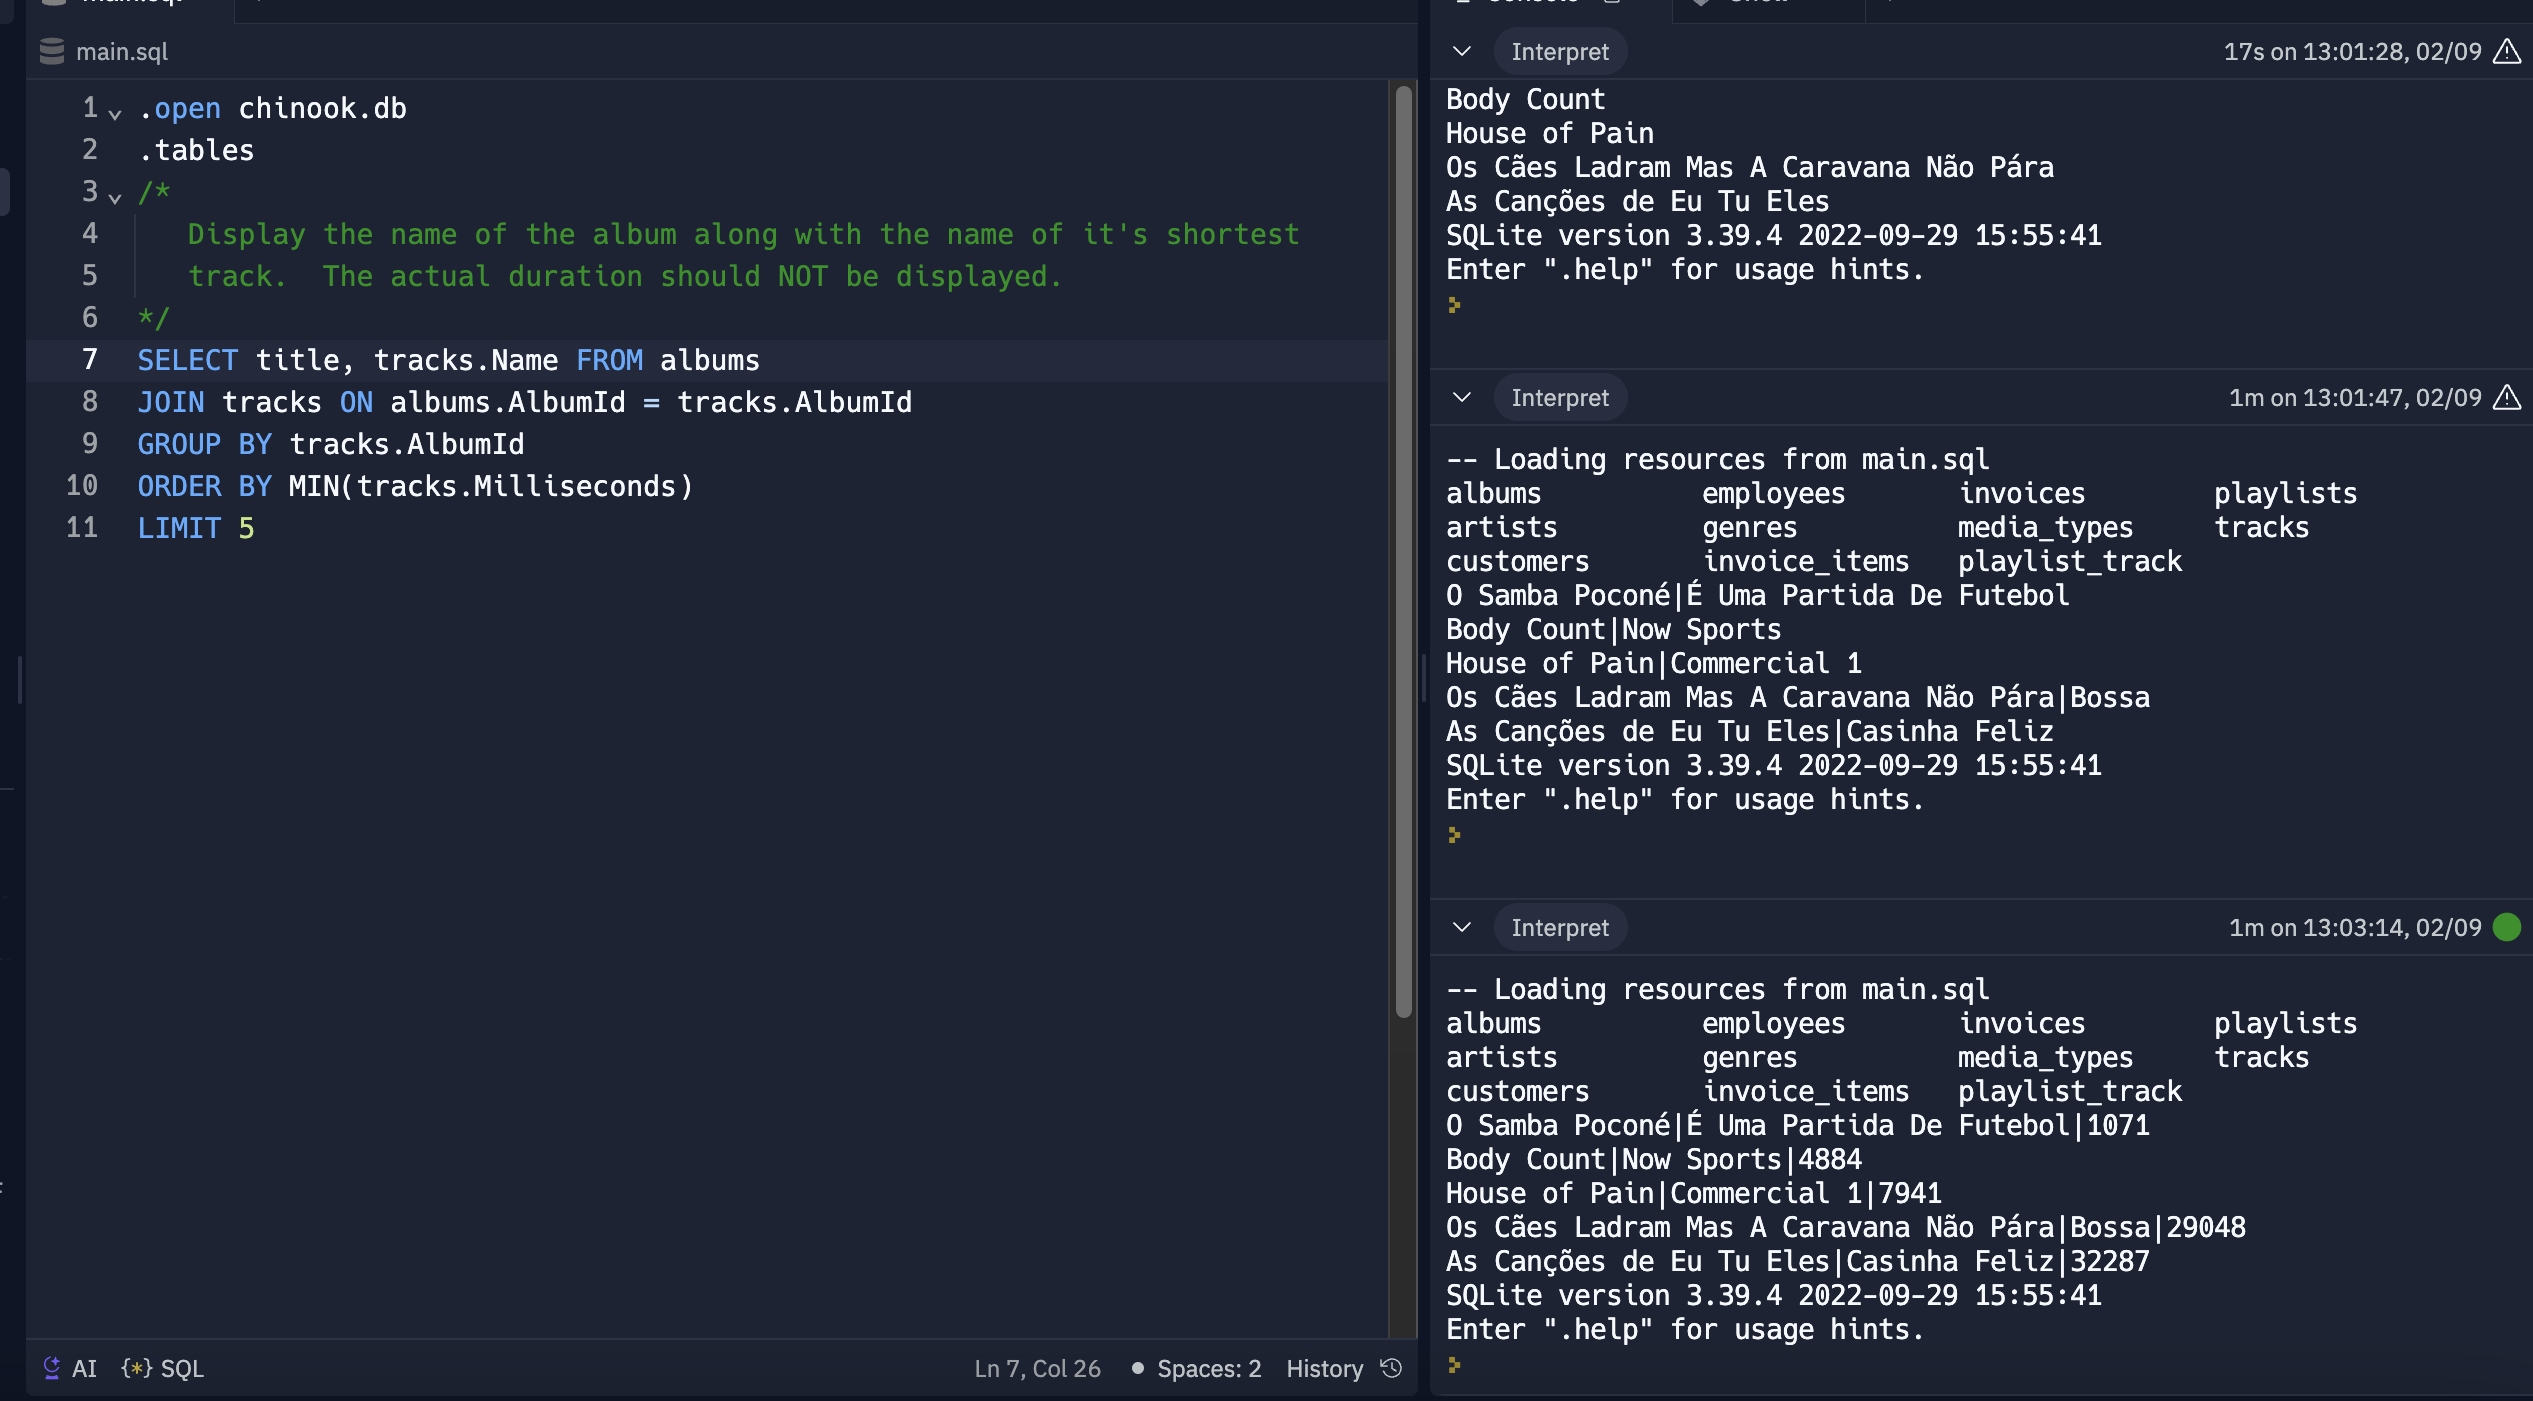 main.sql
1 .open chinook.db
2 .tables
3 /*
4 Display the name of the album along with the name of it's shortest
5 track.  The actual duration should NOT be displayed.
6 */
7 SELECT title, tracks.Name FROM albums
8 JOIN tracks ON albums.AlbumId = tracks.AlbumId
9 GROUP BY tracks.AlbumId
10 ORDER BY MIN(tracks.Milliseconds)
11 LIMIT 5
AI {*} SQL Ln 7, Col 26 • Spaces: 2 History
Interpret 17s on 13:01:28, 02/09
Body Count
House of Pain
Os Cães Ladram Mas A Caravana Não Pára
As Canções de Eu Tu Eles
SQLite version 3.39.4 2022-09-29 15:55:41
Enter ".help" for usage hints.
Interpret 1m on 13:01:47, 02/09
-- Loading resources from main.sql
albums employees invoices playlists
artists genres media_types tracks
customers invoice_items playlist_track
O Samba Poconé|É Uma Partida De Futebol
Body Count|Now Sports
House of Pain|Commercial 1
Os Cães Ladram Mas A Caravana Não Pára|Bossa
As Canções de Eu Tu Eles|Casinha Feliz
SQLite version 3.39.4 2022-09-29 15:55:41
Enter ".help" for usage hints.
Interpret 1m on 13:03:14, 02/09
-- Loading resources from main.sql
albums employees invoices playlists
artists genres media_types tracks
customers invoice_items playlist_track
O Samba Poconé|É Uma Partida De Futebol|1071
Body Count|Now Sports|4884
House of Pain|Commercial 1|7941
Os Cães Ladram Mas A Caravana Não Pára|Bossa|29048
As Canções de Eu Tu Eles|Casinha Feliz|32287
SQLite version 3.39.4 2022-09-29 15:55:41
Enter ".help" for usage hints.